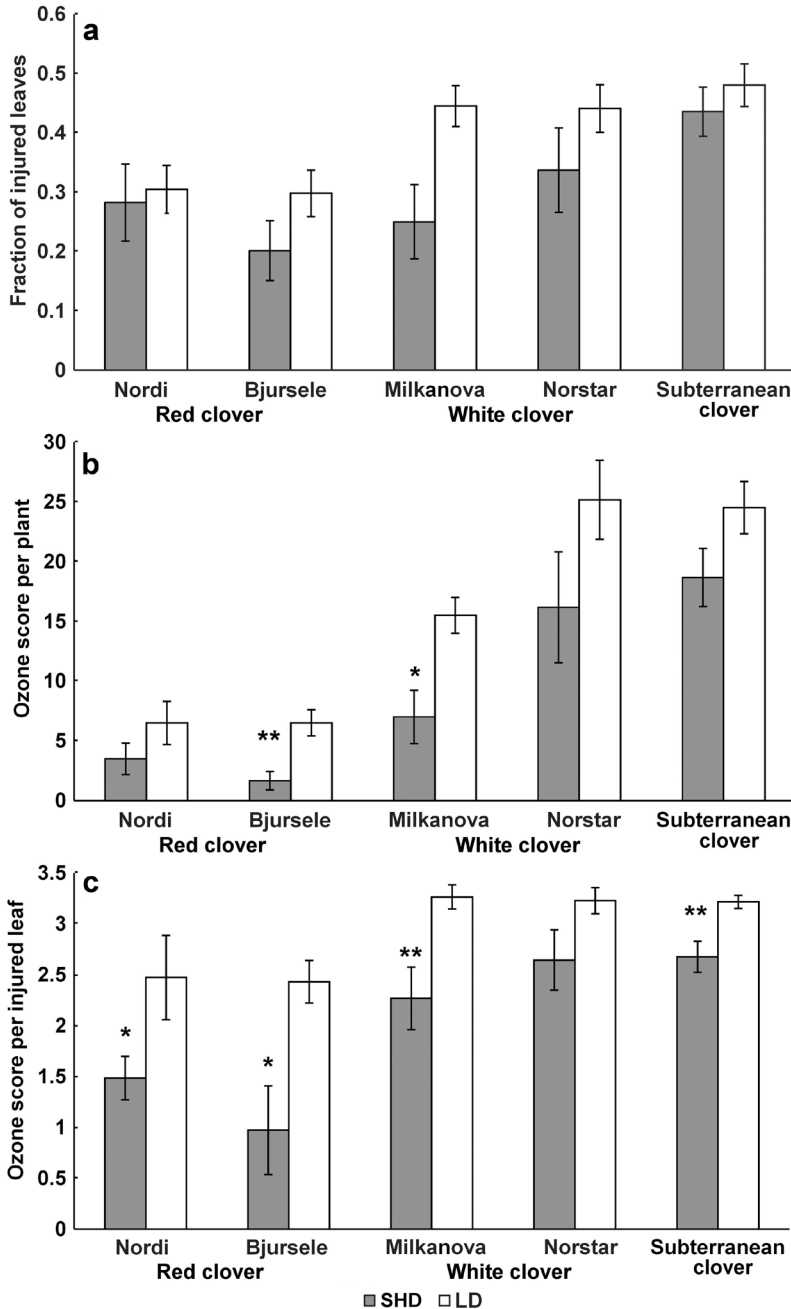 a
Fraction of injured leaves
0.6
0.5
0.4
0.3
0.2
0.1
0
Nordi Bjursele Milkanova Norstar Subterranean
clover
Red clover White clover
b
Ozone score per plant
30
25
20
15
10
5
0
*
**
Nordi Bjursele Milkanova Norstar Subterranean
clover
Red clover White clover
c
Ozone score per injured leaf
3.5
3
2.5
2
1.5
1
0.5
0
**
**
*
*
Nordi Bjursele Milkanova Norstar Subterranean
clover
Red clover White clover
SHD LD